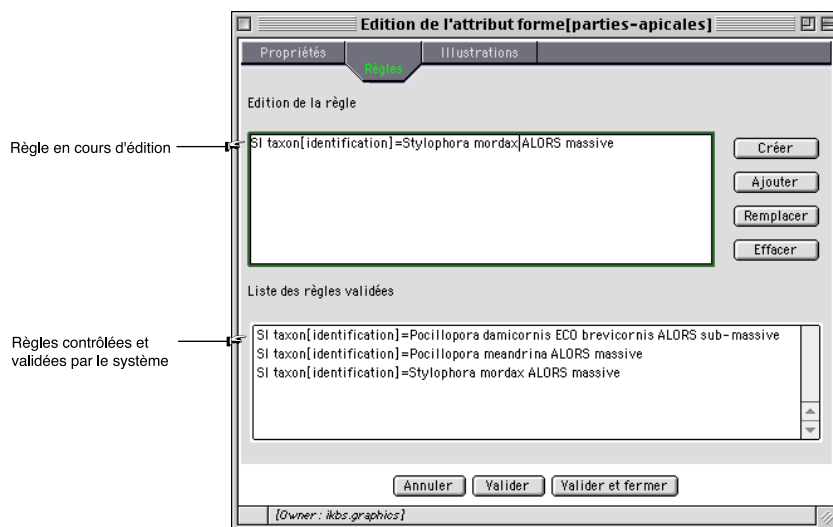 Edition de l'attribut forme[parties-apicales]
Propriétés
Règles
Illustrations
Edition de la règle
Règle en cours d'édition
SI taxon[identification]=Stylophora mordax ALORS massive
Créer
Ajouter
Remplacer
Effacer
Liste des règles validées
Règles contrôlées et
validées par le système
SI taxon[identification]=Pocillopora damicornis ECO brevicornis ALORS sub-massive
SI taxon[identification]=Pocillopora meandrina ALORS massive
SI taxon[identification]=Stylophora mordax ALORS massive
Annuler
Valider
Valider et fermer
[Owner : ikbs.graphics]